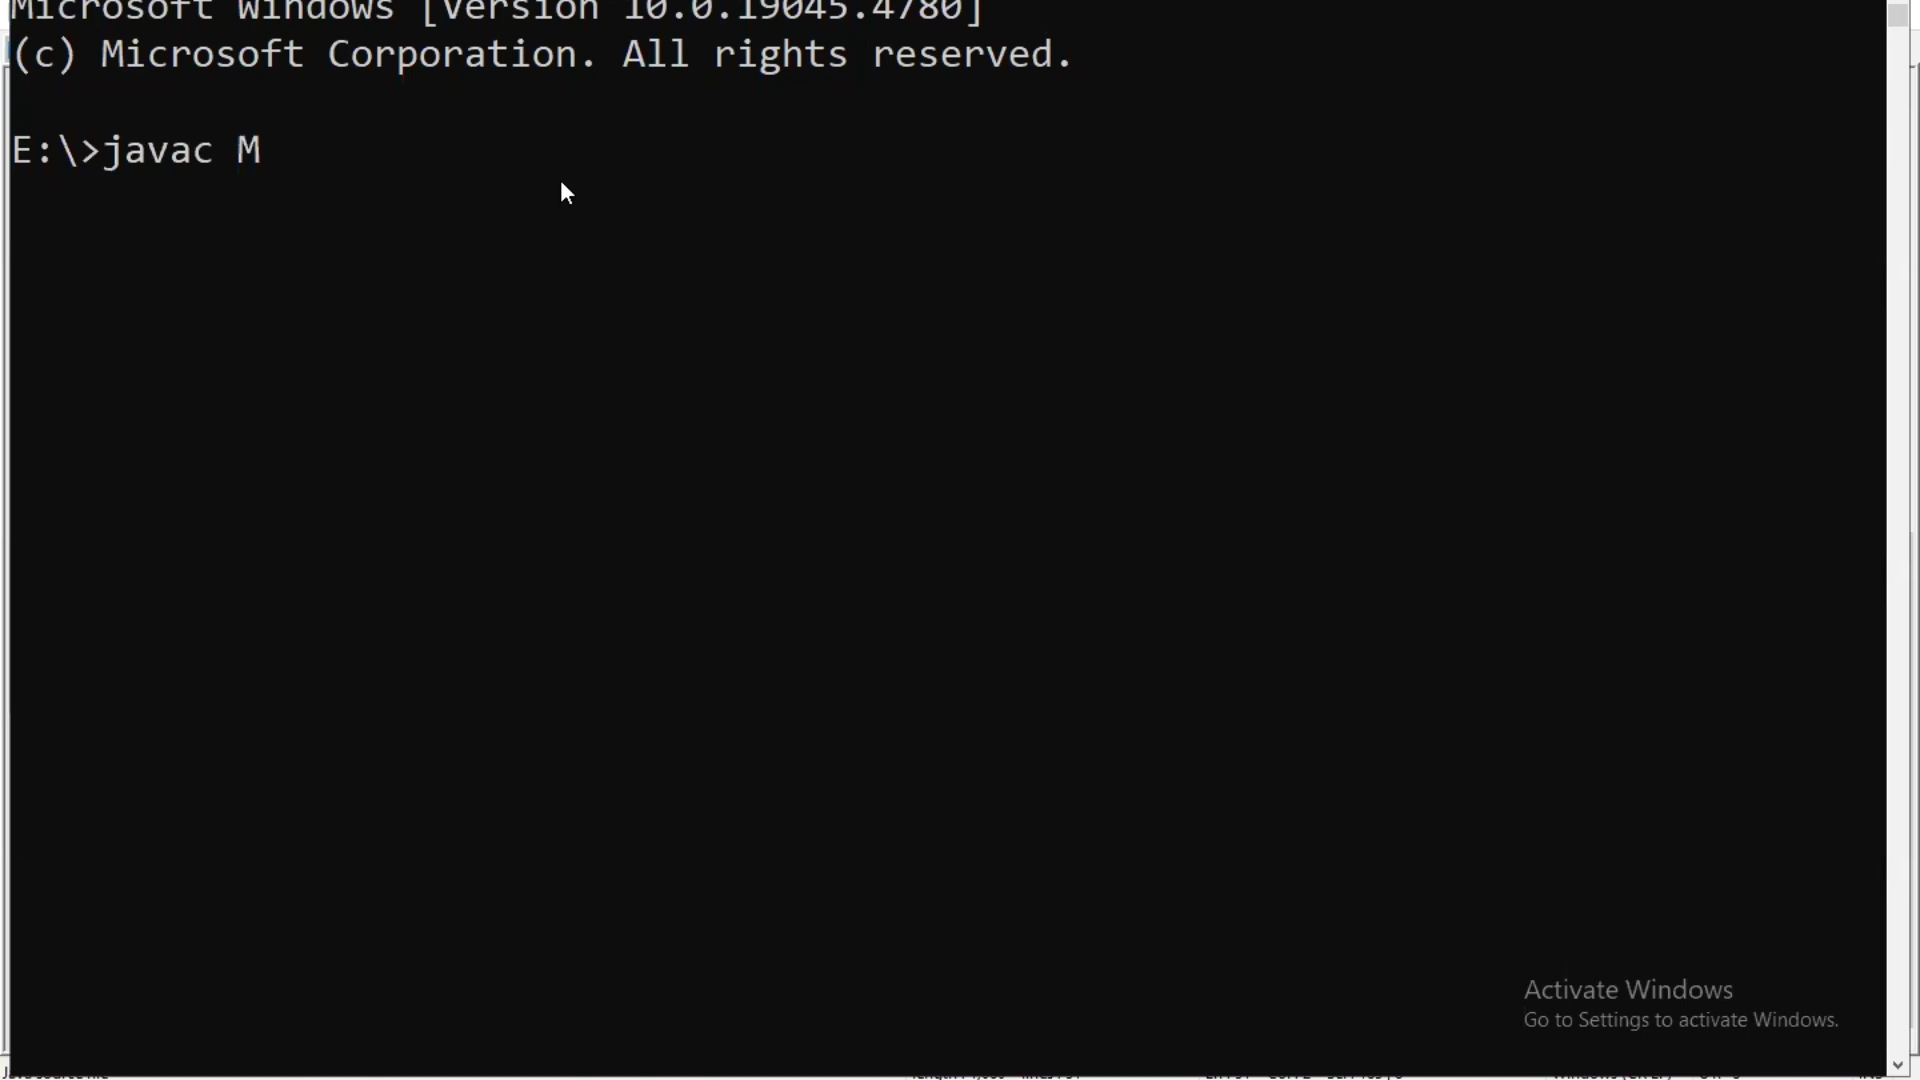 Microsoft Windows [Version 10.0.19045.4780]
(c) Microsoft Corporation. All rights reserved.
E:\>javac M
Activate Windows
Go to Settings to activate Windows.